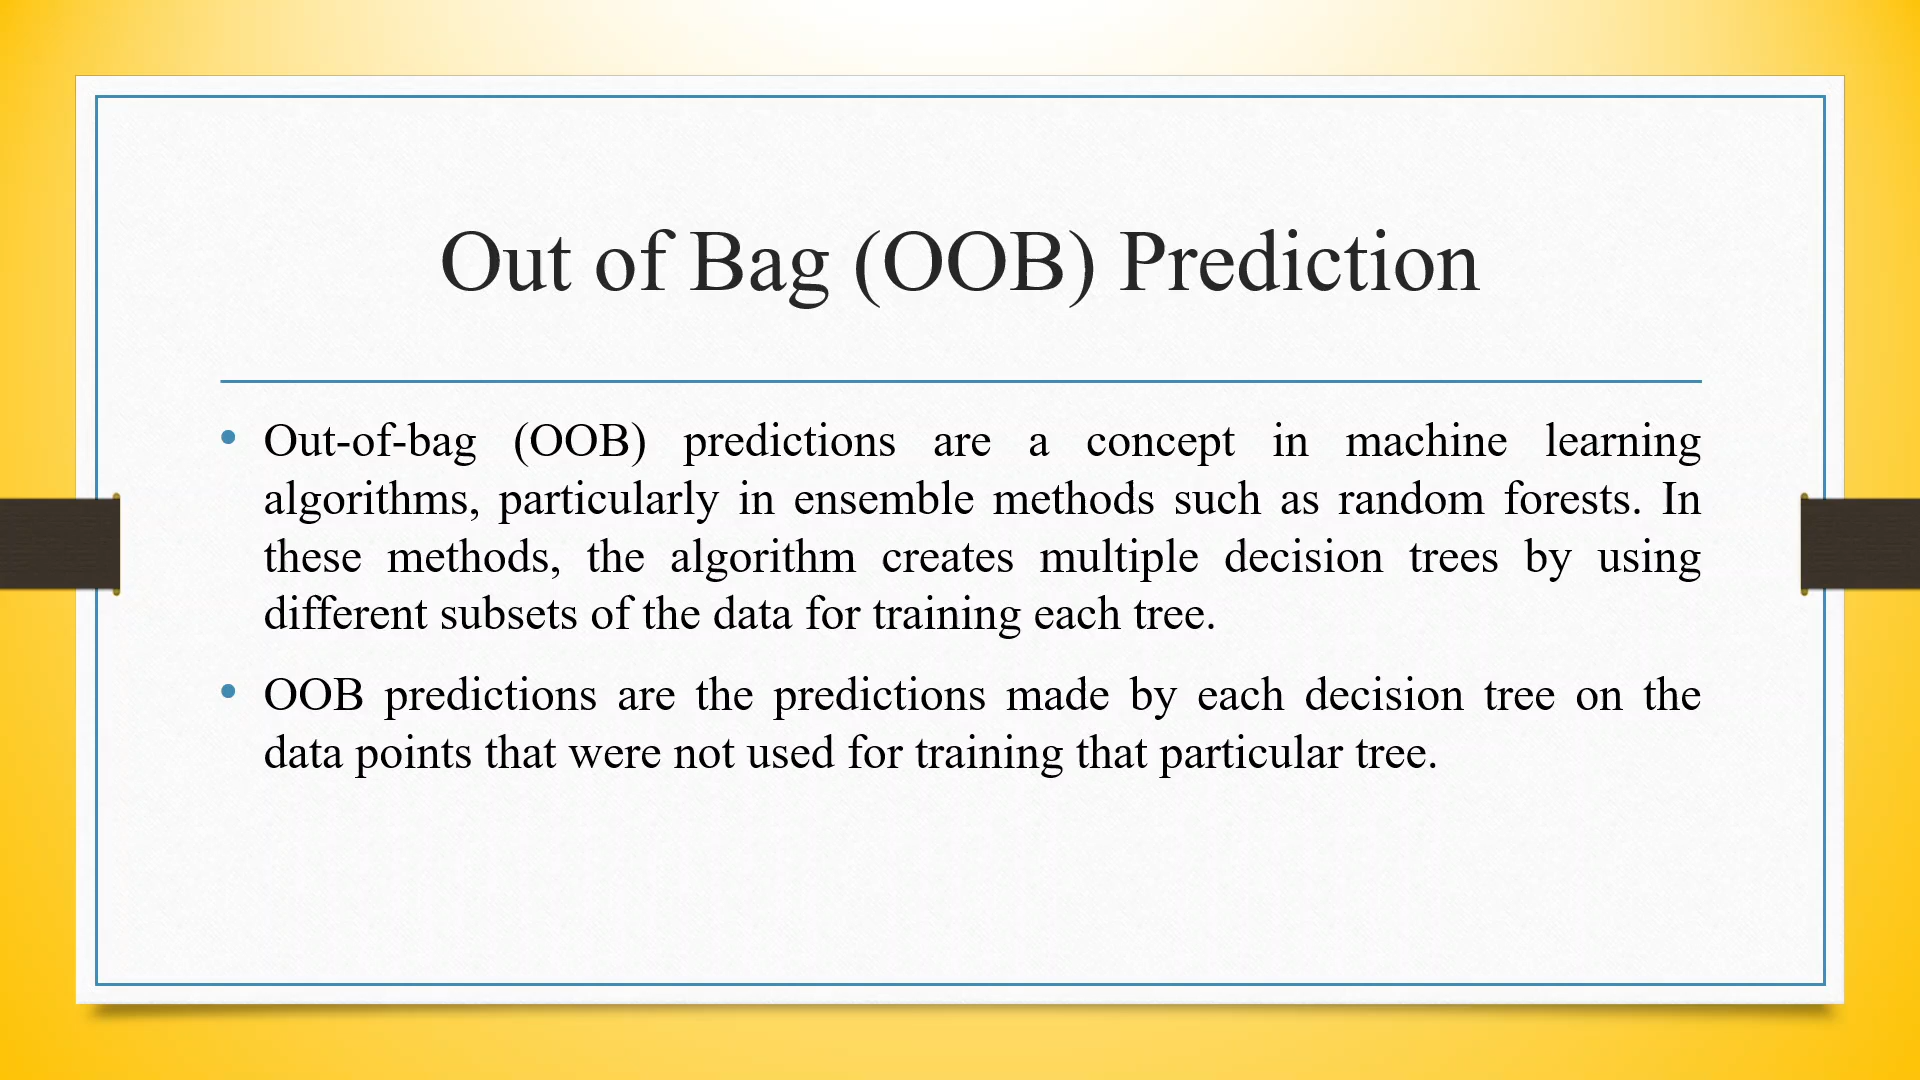 Out of Bag (OOB) Prediction
• Out-of-bag (OOB) predictions are a concept in machine learning
algorithms, particularly in ensemble methods such as random forests. In
these methods, the algorithm creates multiple decision trees by using
different subsets of the data for training each tree.
• OOB predictions are the predictions made by each decision tree on the
data points that were not used for training that particular tree.